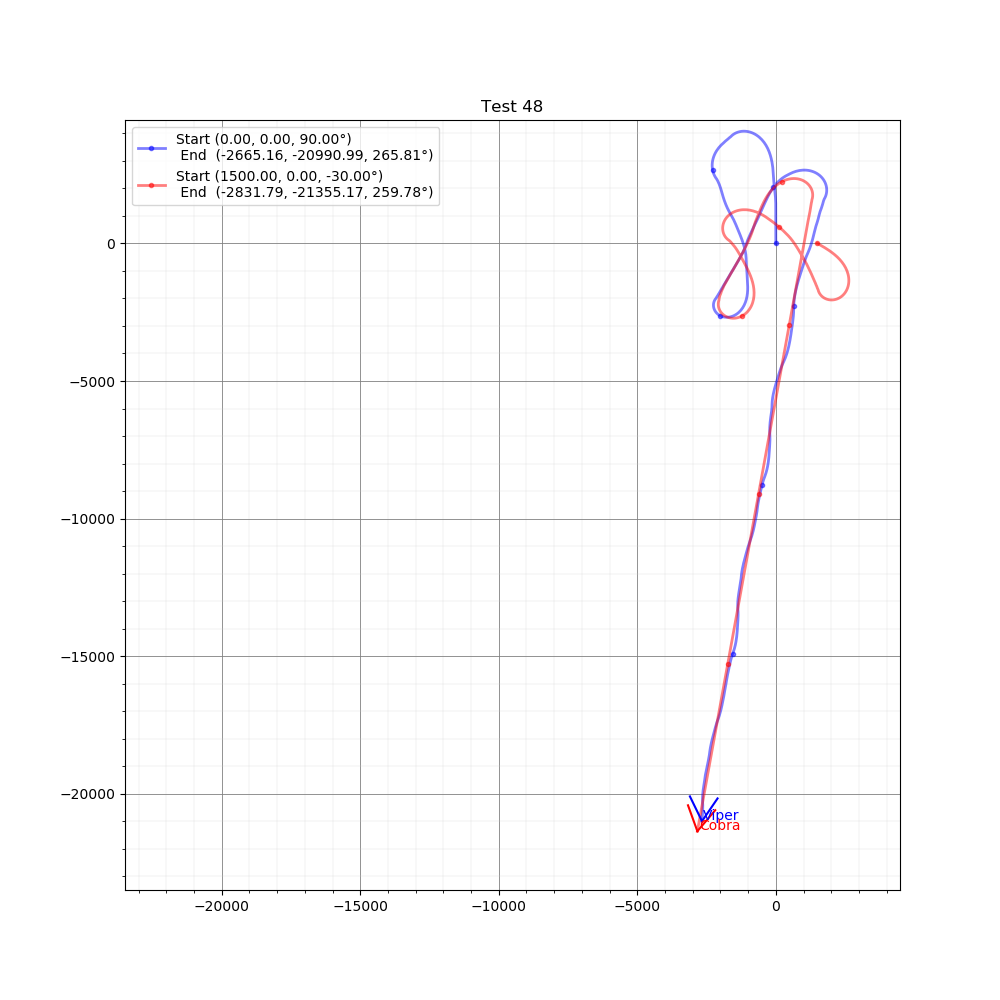 Test 48
Start (0.00, 0.00, 90.00°)
End (-2665.16, -20990.99, 265.81°)
Start (1500.00, 0.00, -30.00°)
End (-2831.79, -21355.17, 259.78°)
0
−5000
−10000
−15000
−20000
Viper
Cobra
−20000 −15000 −10000 −5000 0